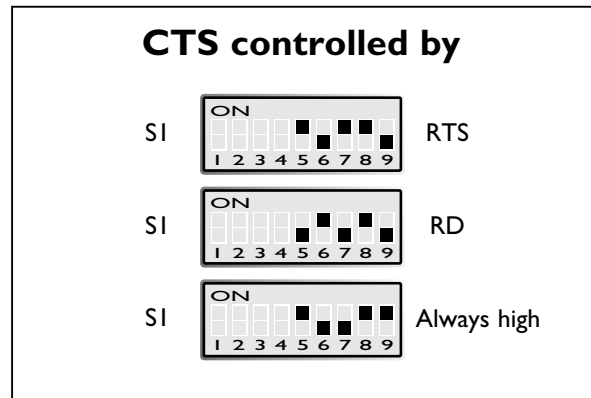 CTS controlled by
ON
S1 RTS
1 2 3 4 5 6 7 8 9
ON
S1 RD
1 2 3 4 5 6 7 8 9
ON
S1 Always high
1 2 3 4 5 6 7 8 9